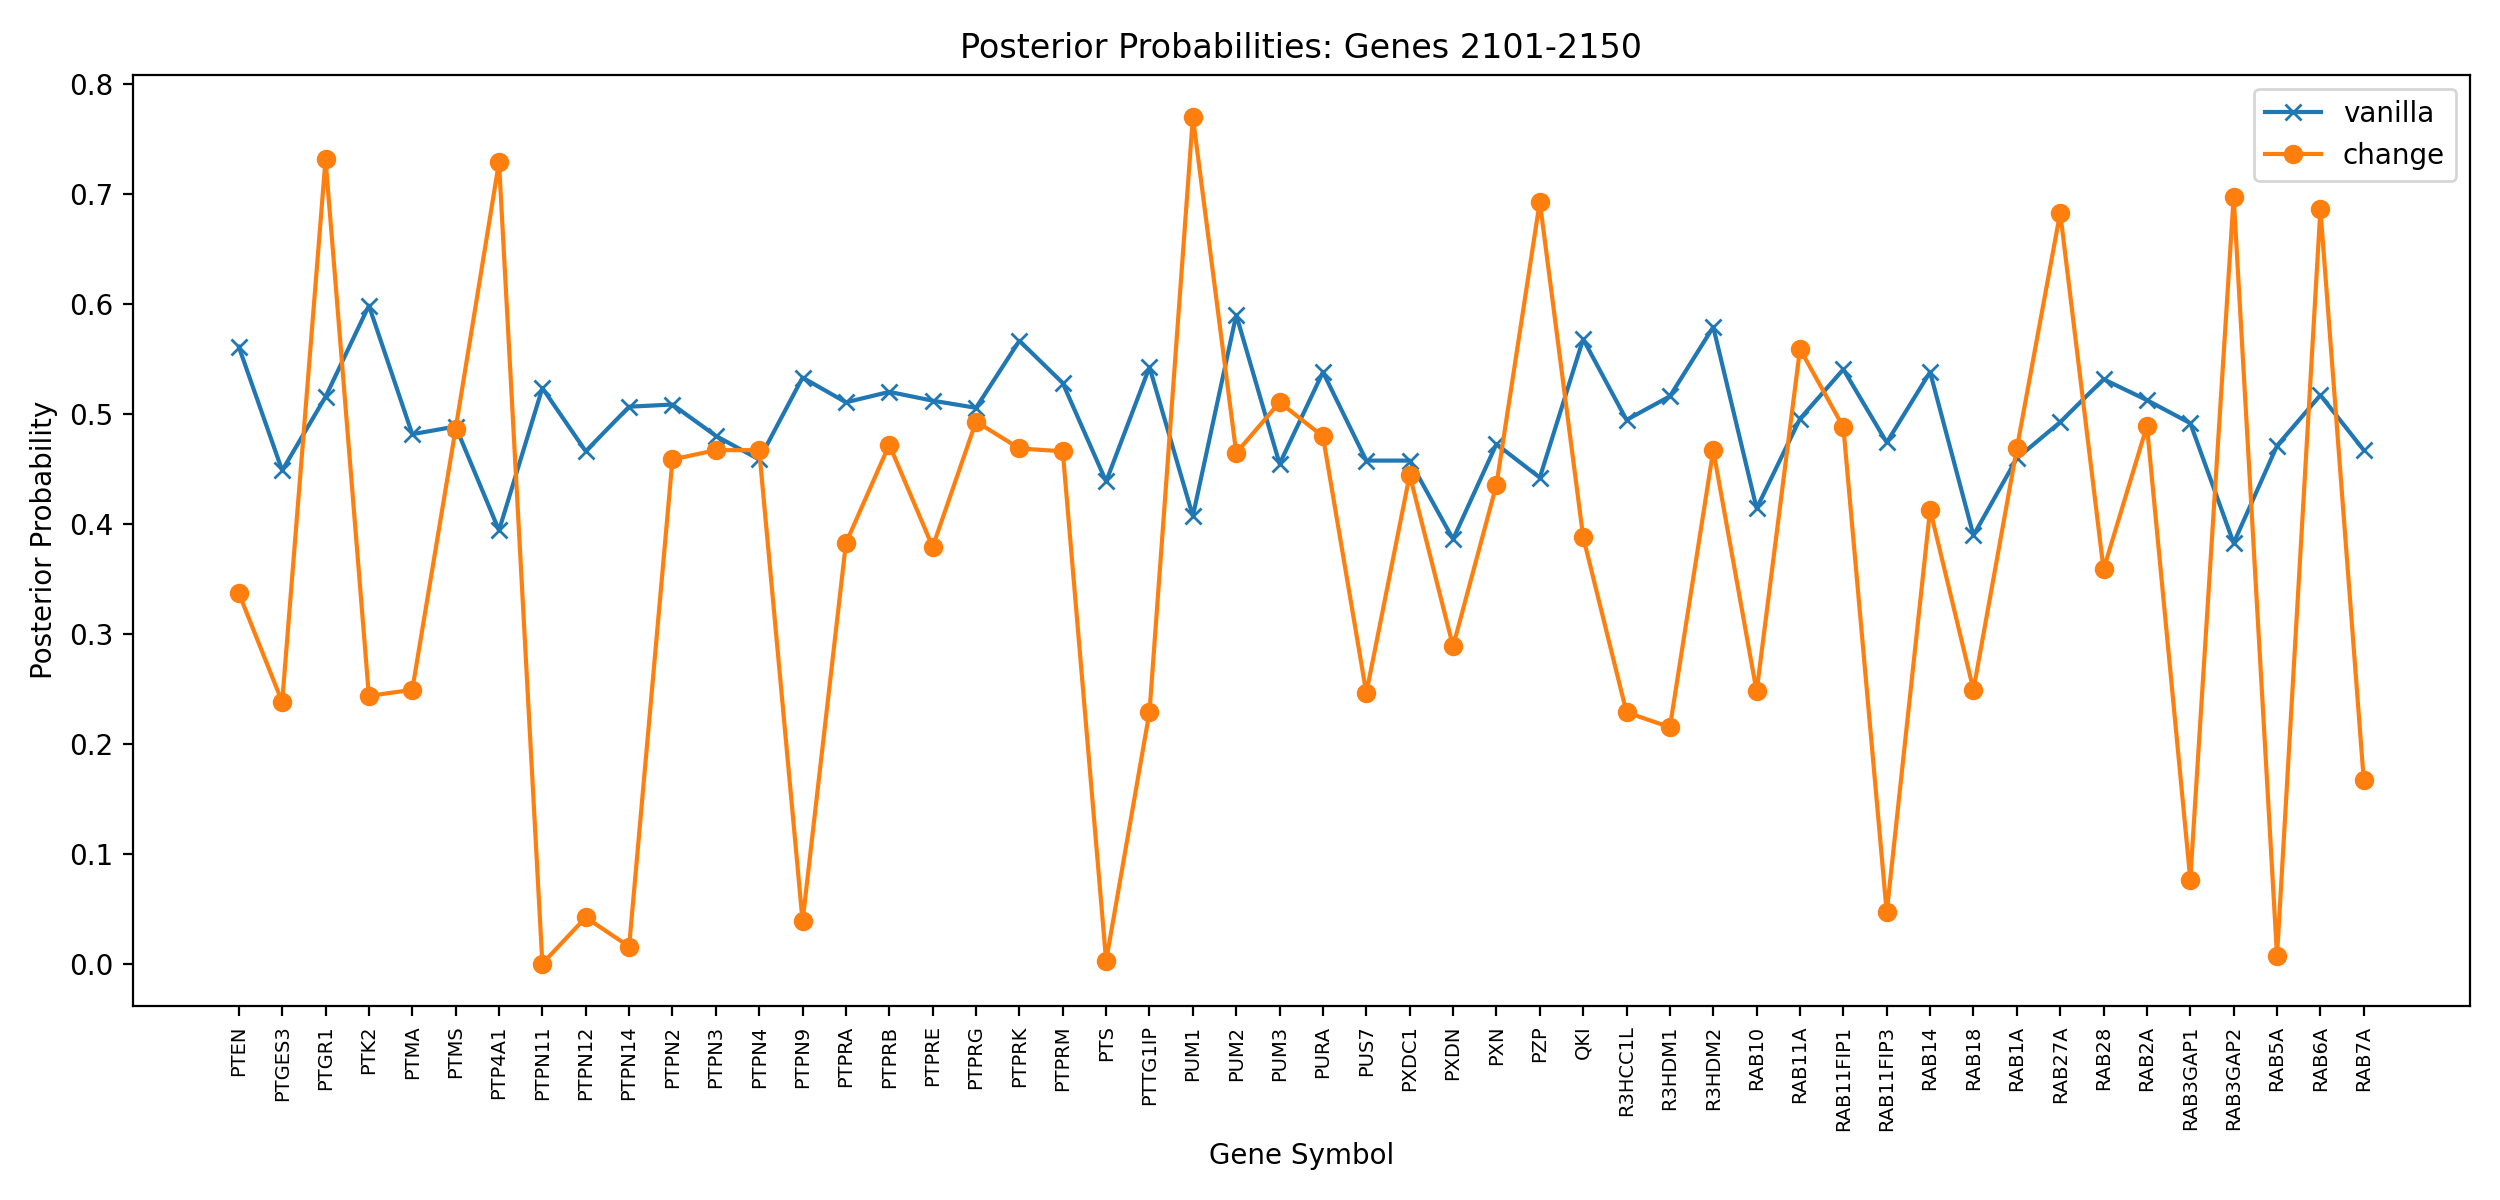 Posterior Probabilities: Genes 2101-2150
vanilla
change
Posterior Probability
0.8
0.7
0.6
0.5
0.4
0.3
0.2
0.1
0.0
PTEN
PTGES3
PTGR1
PTK2
PTMA
PTMS
PTP4A1
PTPN11
PTPN12
PTPN14
PTPN2
PTPN3
PTPN4
PTPN9
PTPRA
PTPRB
PTPRE
PTPRG
PTPRK
PTPRM
PTS
PTTG1IP
PUM1
PUM2
PUM3
PURA
PUS7
PXDC1
PXDN
PXN
PZP
QKI
R3HCC1L
R3HDM1
R3HDM2
RAB10
RAB11A
RAB11FIP1
RAB11FIP3
RAB14
RAB18
RAB1A
RAB27A
RAB28
RAB2A
RAB3GAP1
RAB3GAP2
RAB5A
RAB6A
RAB7A
Gene Symbol